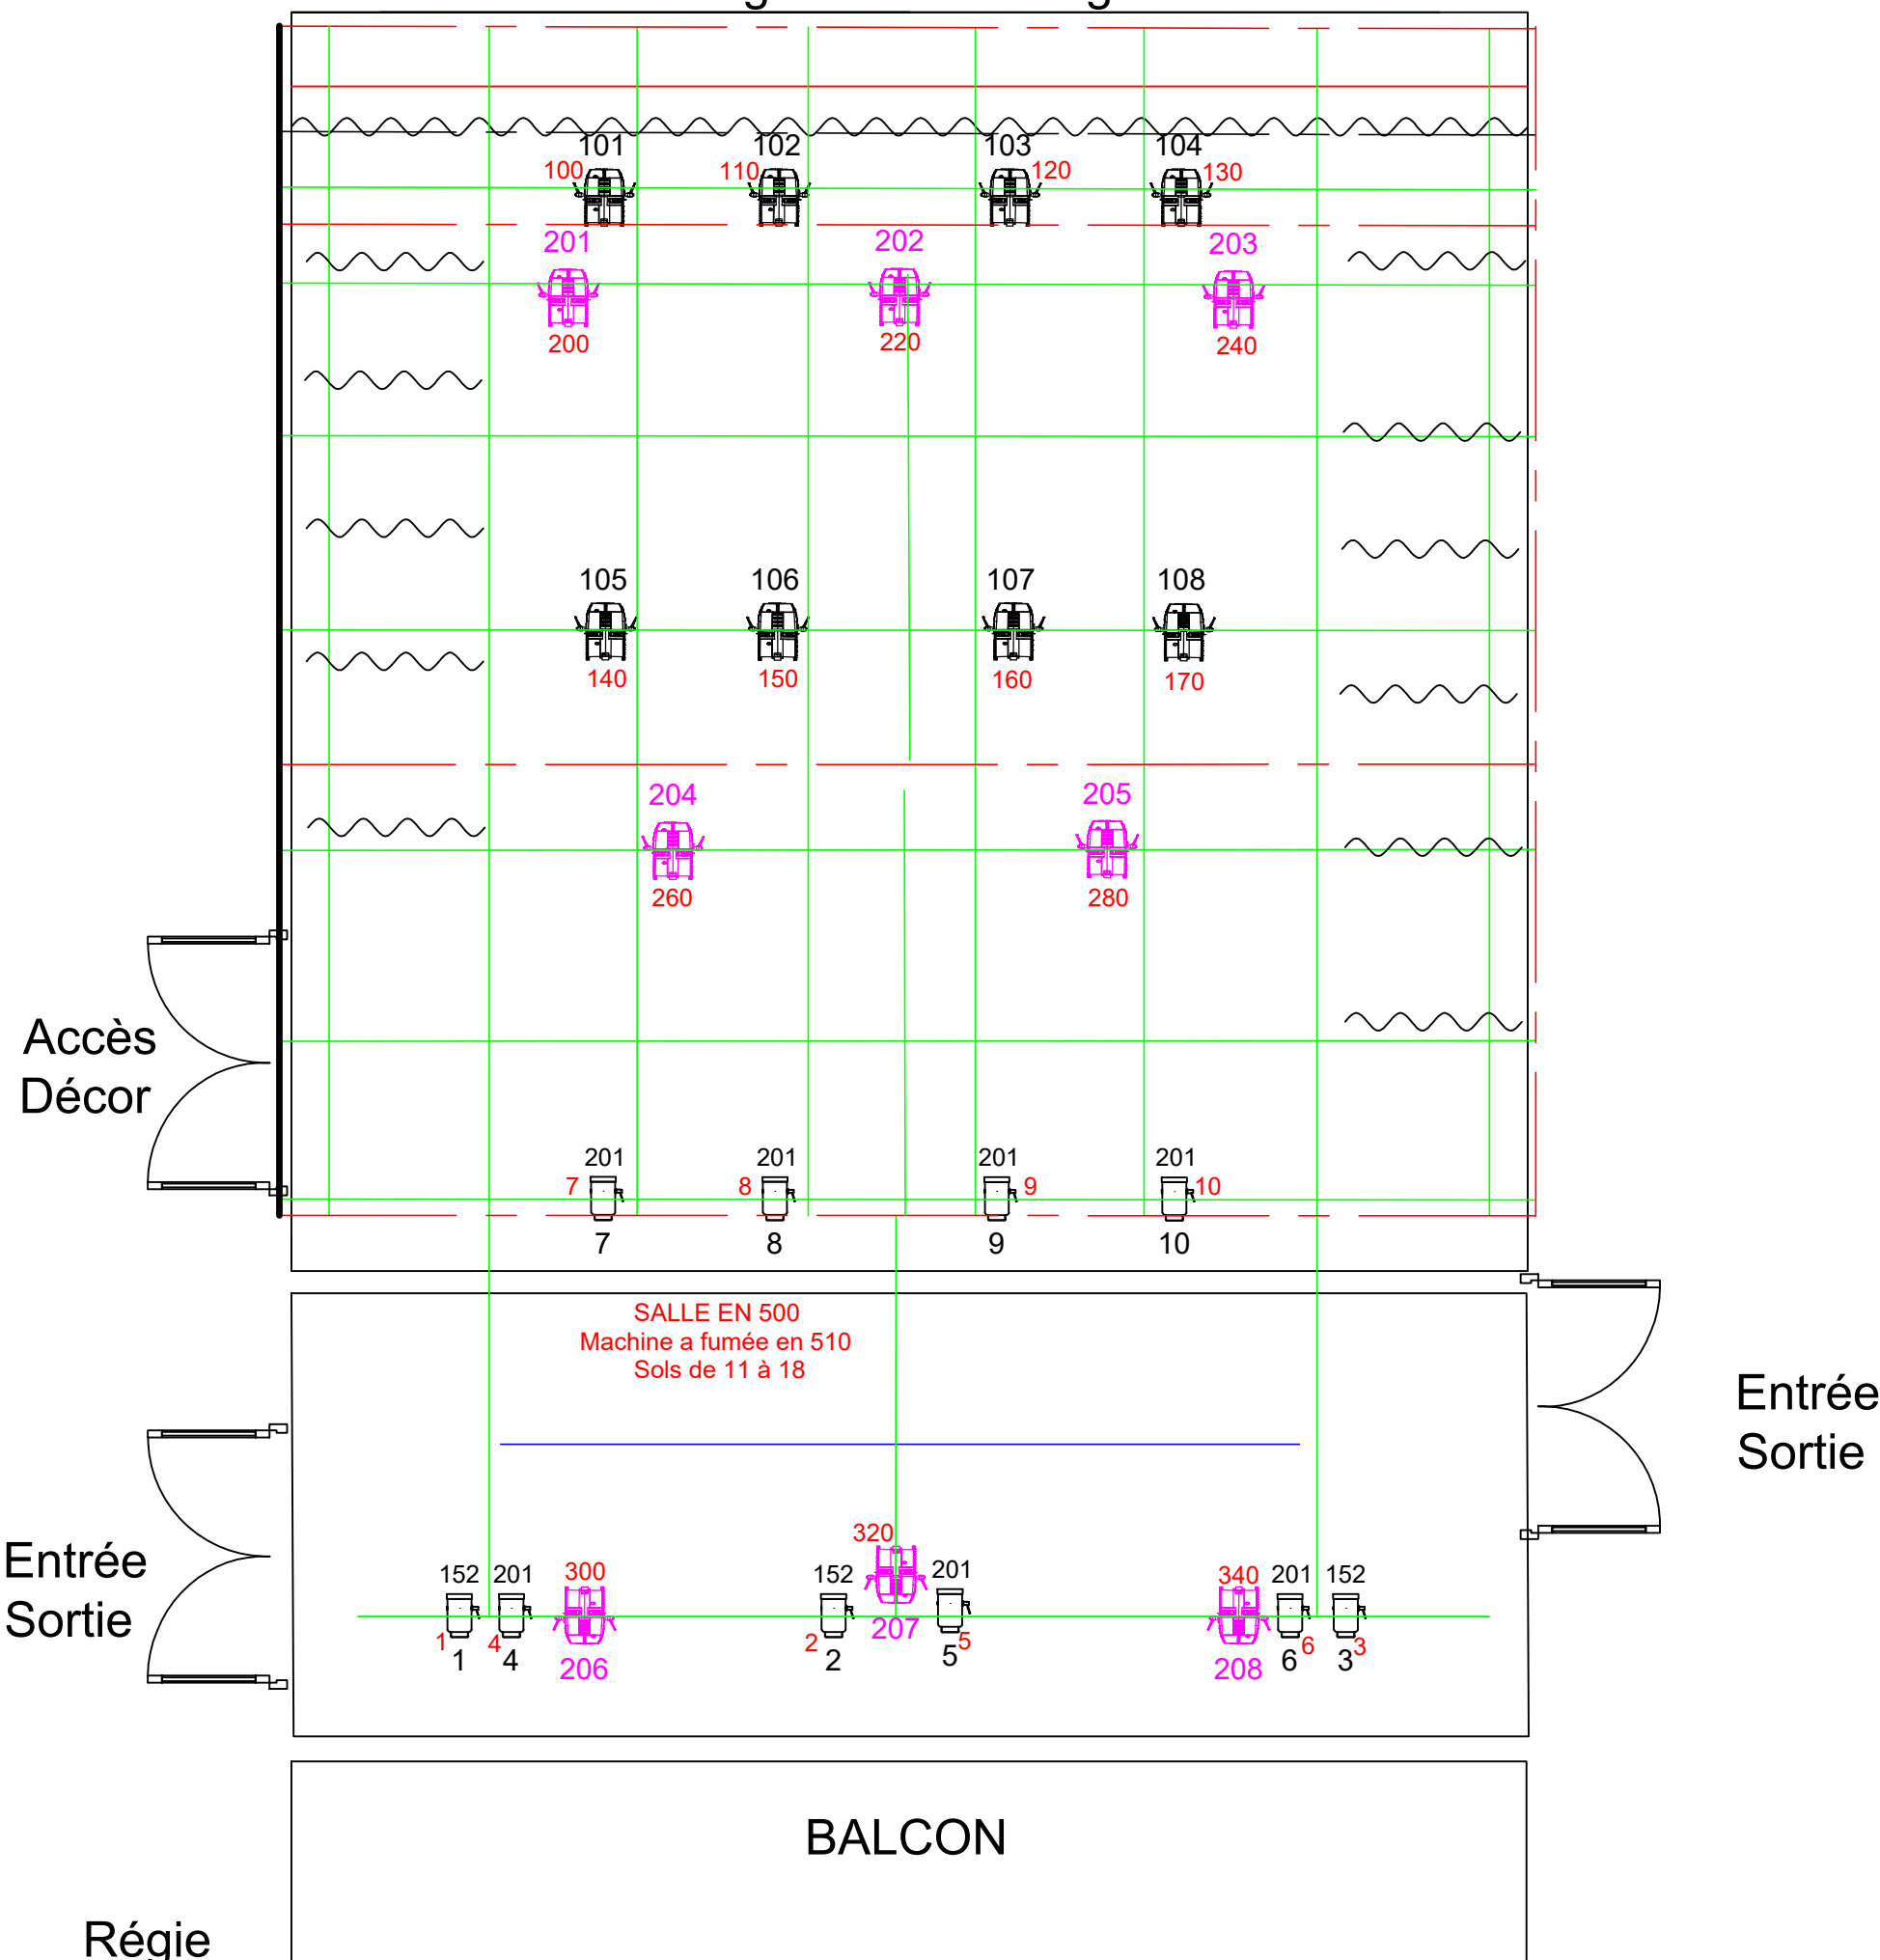 101 102 103 104
100 110 120 130
201 202 203
200 220 240
105 106 107 108
140 150 160 170
204 205
260 280
Accès
Décor
201 201 201 201
7 8 9 10
7 8 9 10
SALLE EN 500
Machine a fumée en 510
Sols de 11 à 18
Entrée
Sortie
Entrée
Sortie
320
152 201 300 152 201 340 201 152
1 4 2 207 5 6 3
1 4 206 2 5 208 6 3
BALCON
Régie